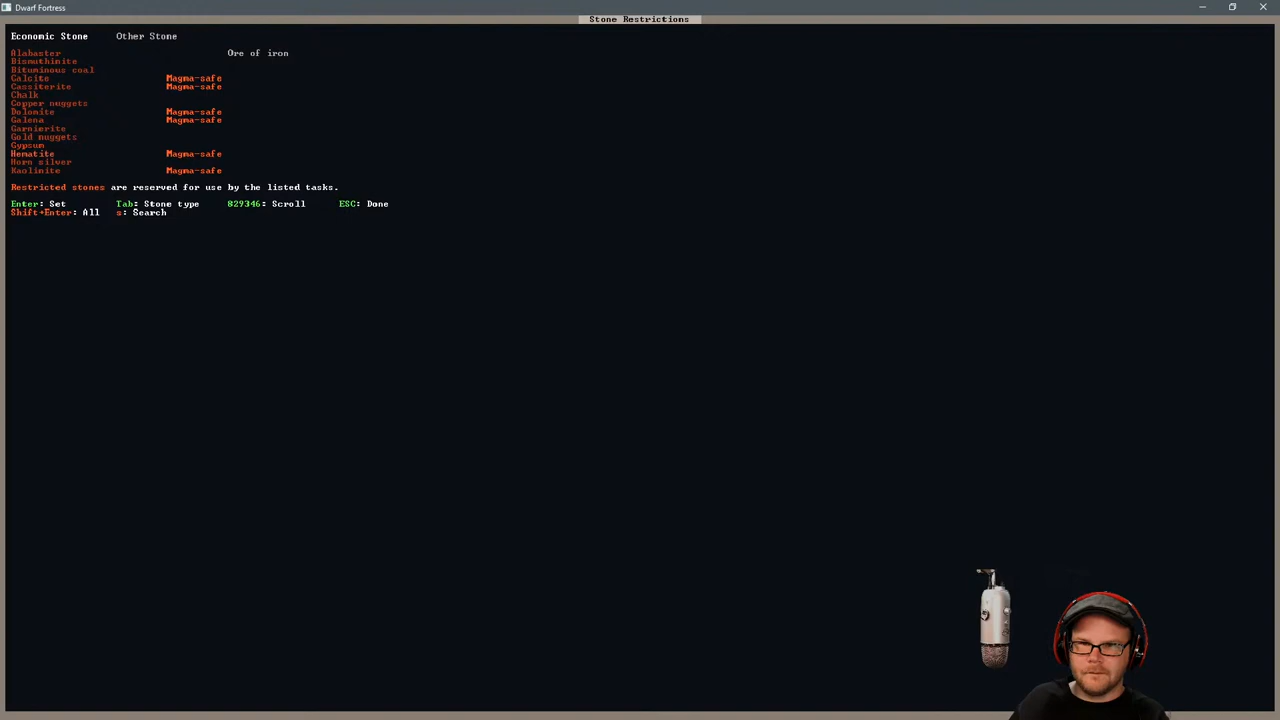 Dwarf Fortress
Stone Restrictions
Economic Stone Other Stone
Alabaster Ore of iron
Bismuthinite
Bituminous coal
Calcite Magma-safe
Cassiterite Magma-safe
Chalk
Copper nuggets
Dolomite Magma-safe
Galena Magma-safe
Garnierite
Gold nuggets
Gypsum
Hematite Magma-safe
Horn silver
Kaolinite Magma-safe
Restricted stones are reserved for use by the listed tasks.
Enter: Set Tab: Stone type 829346: Scroll ESC: Done
Shift+Enter: All s: Search